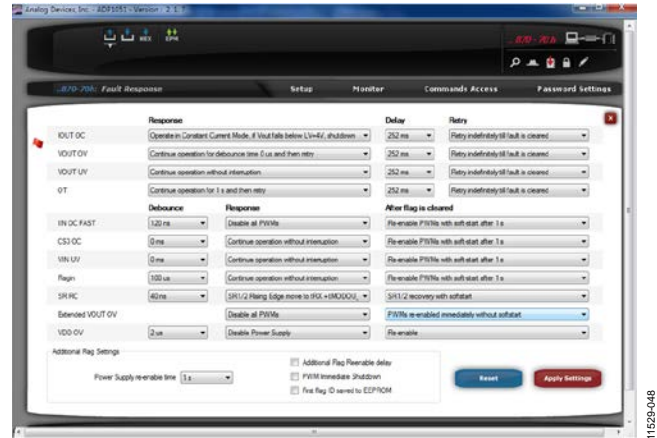 Analog Devices, Inc. - ADP1051 - Version : 2. 1. 7
HEX
EPM
..870 - 70 h
..870-70h: Fault Response
Setup Monitor Commands Access Password Settings
Response Delay Retry
IOUT OC Operate in Constant Current Mode, if Vout falls below LV+4V, shutdown 252 ms Retry indefinitely till fault is cleared
VOUT OV Continue operation for debounce time 0 us and then retry 252 ms Retry indefinitely till fault is cleared
VOUT UV Continue operation without interruption 252 ms Retry indefinitely till fault is cleared
OT Continue operation for 1 s and then retry 252 ms Retry indefinitely till fault is cleared
Debounce Response After flag is cleared
IIN OC FAST 120 ns Disable all PWMs Re-enable PWMs with soft-start after 1 s
CS3 OC 0 ms Continue operation without interruption Re-enable PWMs with soft-start after 1 s
VIN UV 0 ms Continue operation without interruption Re-enable PWMs with soft-start after 1 s
Flagin 100 us Continue operation without interruption Re-enable PWMs with soft-start after 1 s
SR RC 40 ns SR1/2 Rising Edge move to tRX +tMODOU, SR1/2 recovery with softstart
Extended VOUT OV Disable all PWMs PWMs re-enabled immediately without softstart
VDD OV 2 us Disable Power Supply Re-enable
Additional Flag Settings
Power Supply re-enable time 1 s
Additional Flag Reenable delay
PWM Immediate Shutdown
First flag ID saved to EEPROM
Reset
Apply Settings
11529-048